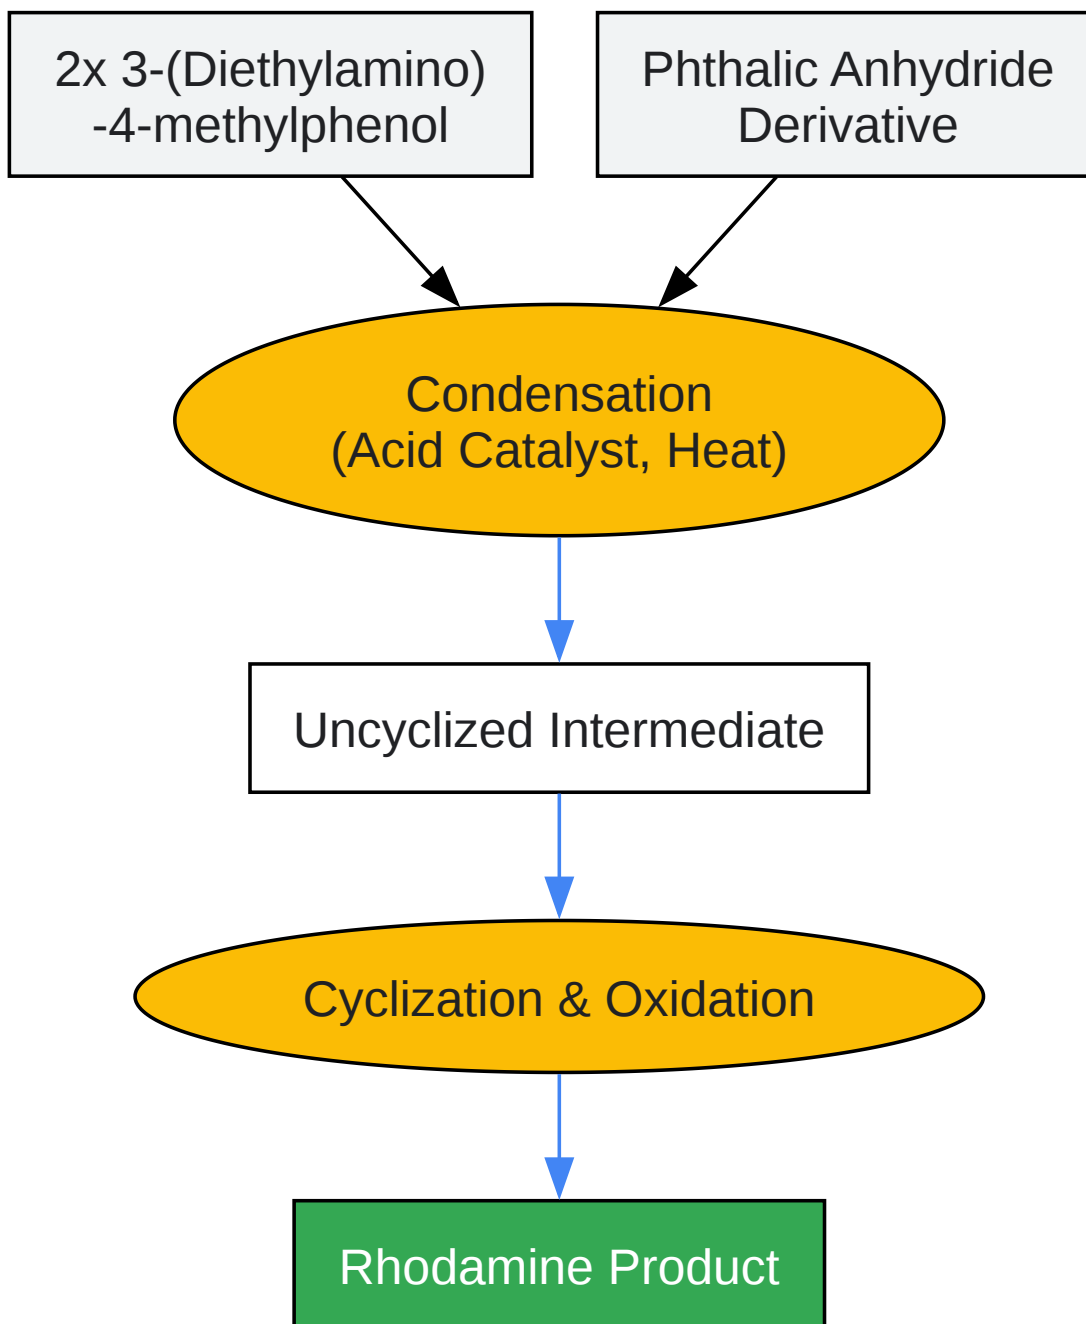 2x 3-(Diethylamino)
-4-methylphenol
Phthalic Anhydride
Derivative
Condensation
(Acid Catalyst, Heat)
Uncyclized Intermediate
Cyclization & Oxidation
Rhodamine Product